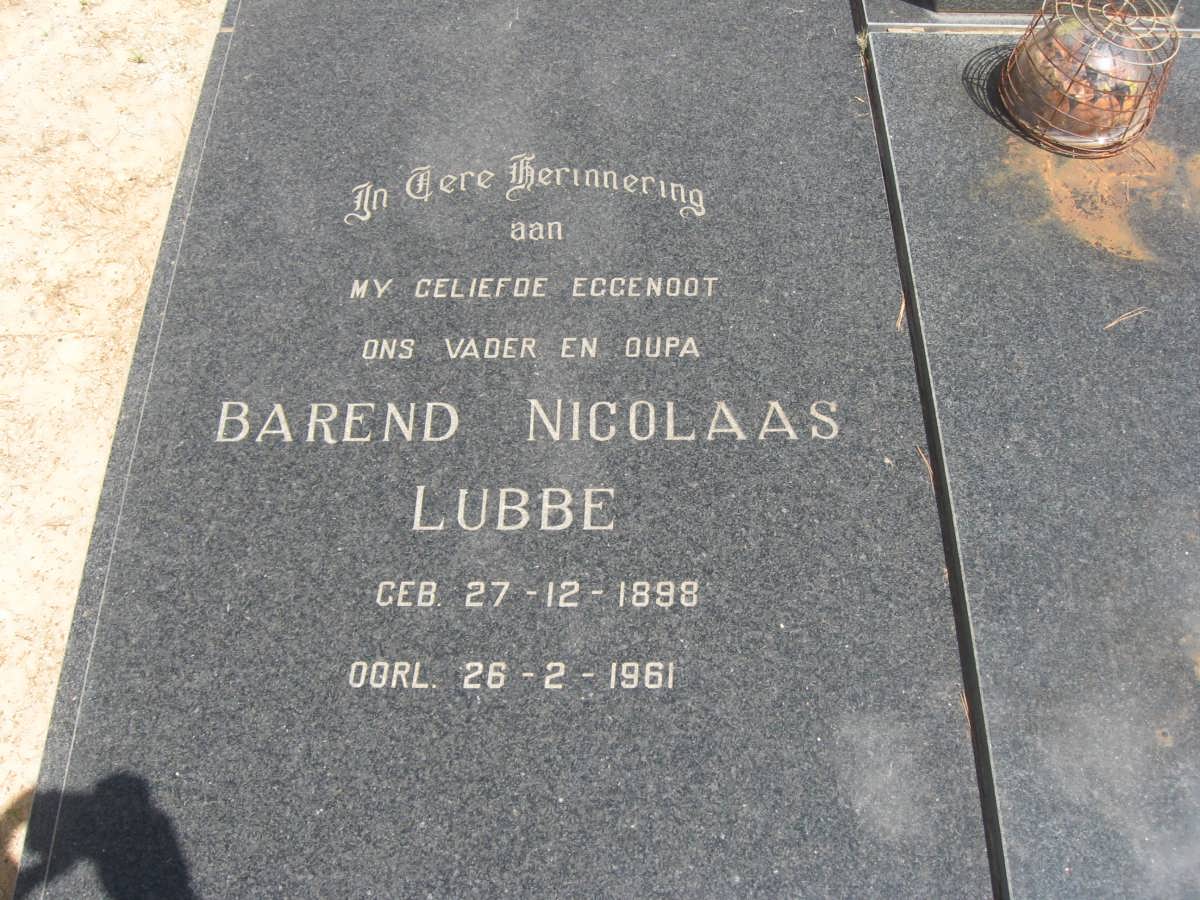 In Tere Herinnering
aan
MY GELIEFDE EGGENOOT
ONS VADER EN OUPA
BAREND NICOLAAS
LUBBE
GEB. 27-12-1898
OORL. 26-2-1961